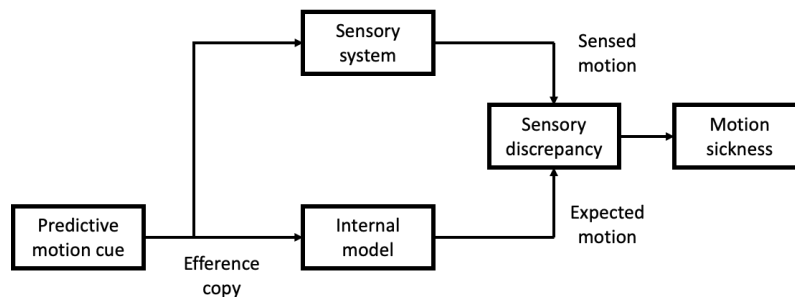 Sensory
system
Sensed
motion
Sensory
discrepancy
Motion
sickness
Predictive
motion cue
Efference
copy
Internal
model
Expected
motion